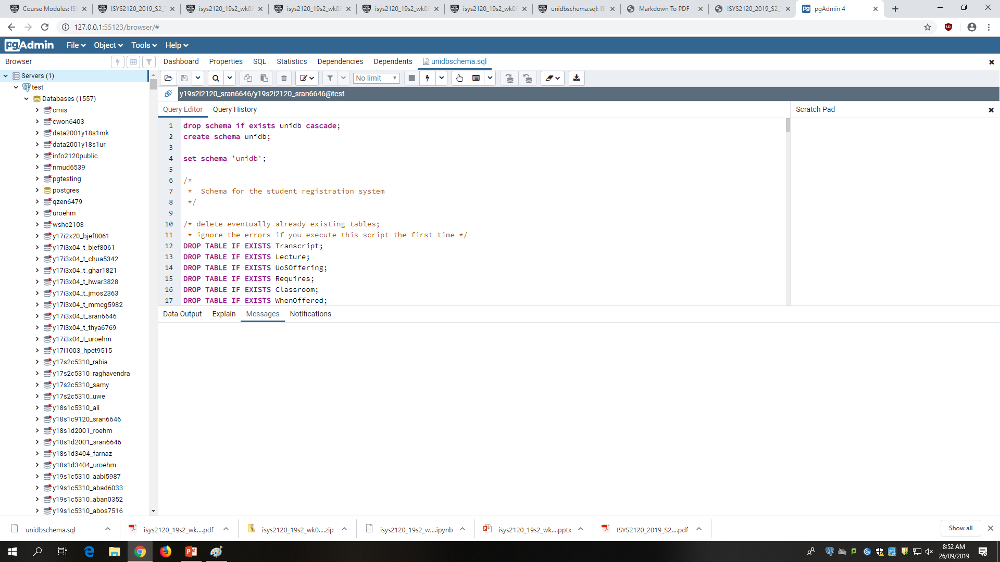 Course Modules: IS
ISYS2120_2019_S2_
isys2120_19s2_wk08
isys2120_19s2_wk08
isys2120_19s2_wk08
isys2120_19s2_wk08
unidbschema.sql: IS
Markdown To PDF
ISYS2120_2019_S2_
pgAdmin 4
127.0.0.1:55123/browser/#
pgAdmin File Object Tools Help
Browser
Dashboard Properties SQL Statistics Dependencies Dependents unidbschema.sql
No limit
y19s2i2120_sran6646/y19s2i2120_sran6646@test
Query Editor Query History
Scratch Pad
Servers (1)
test
Databases (1557)
cmis
cwon6403
data2001y18s1mk
data2001y18s1ur
info2120public
nmud6539
pgtesting
postgres
qzen6479
uroehm
wshe2103
y17i2x20_bjef8061
y17i3x04_t_bjef8061
y17i3x04_t_chua5342
y17i3x04_t_ghar1821
y17i3x04_t_hwar3828
y17i3x04_t_jmos2363
y17i3x04_t_mmcg5982
y17i3x04_t_sran6646
y17i3x04_t_thya6769
y17i3x04_t_uroehm
y17i1003_hpet9515
y17s2c5310_rabia
y17s2c5310_raghavendra
y17s2c5310_samy
y17s2c5310_uwe
y18s1c5310_ali
y18s1c9120_sran6646
y18s1d2001_roehm
y18s1d2001_sran6646
y18s1d3404_farnaz
y18s1d3404_uroehm
y19s1c5310_aabi5987
y19s1c5310_abad6033
y19s1c5310_aban0352
y19s1c5310_abos7516
1 drop schema if exists unidb cascade;
2 create schema unidb;
3
4 set schema 'unidb';
5
6 /*
7 * Schema for the student registration system
8 */
9
10 /* delete eventually already existing tables;
11 * ignore the errors if you execute this script the first time */
12 DROP TABLE IF EXISTS Transcript;
13 DROP TABLE IF EXISTS Lecture;
14 DROP TABLE IF EXISTS UoSOffering;
15 DROP TABLE IF EXISTS Requires;
16 DROP TABLE IF EXISTS Classroom;
17 DROP TABLE IF EXISTS WhenOffered;
Data Output Explain Messages Notifications
unidbschema.sql
isys2120_19s2_wk....pdf
isys2120_19s2_wk0....zip
isys2120_19s2_w....ipynb
isys2120_19s2_wk....pptx
ISYS2120_2019_S2....pdf
Show all
8:52 AM
26/09/2019